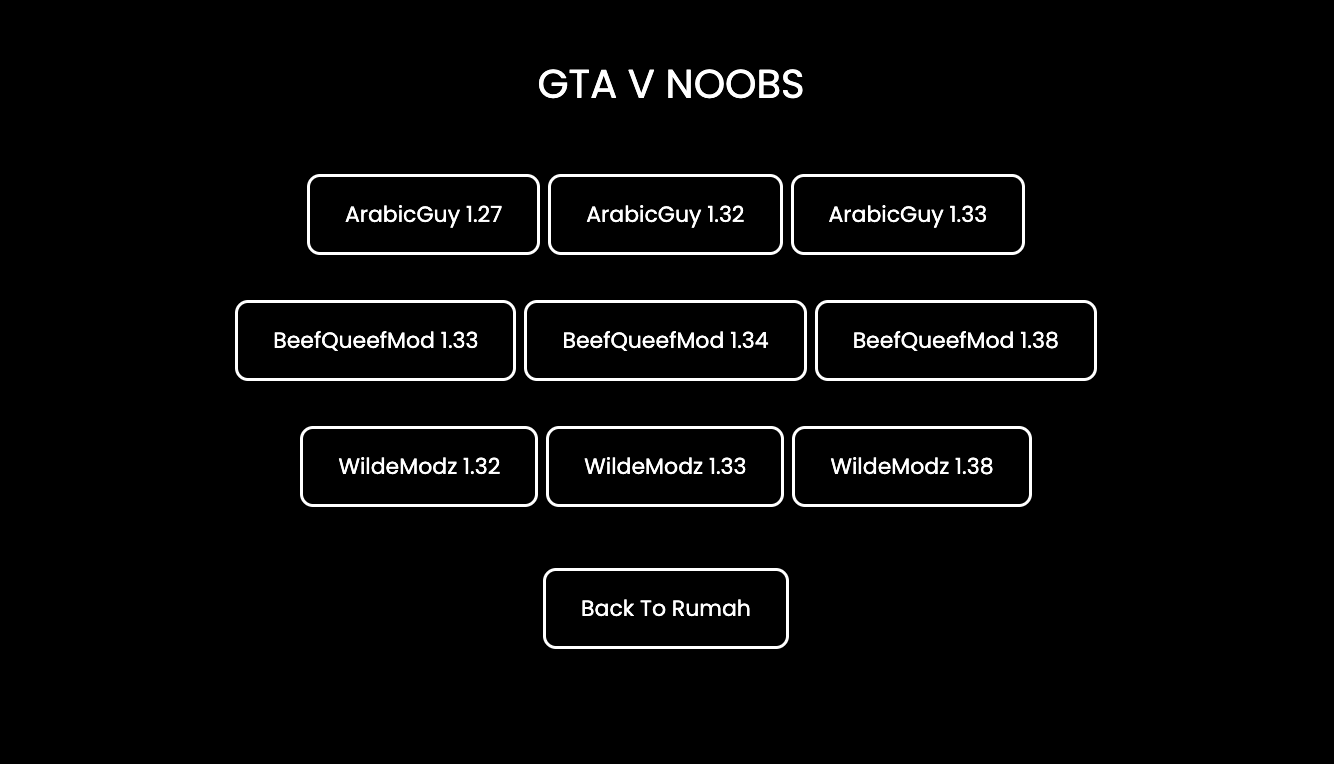 GTA V NOOBS
ArabicGuy 1.27 ArabicGuy 1.32 ArabicGuy 1.33
BeefQueefMod 1.33 BeefQueefMod 1.34 BeefQueefMod 1.38
WildeModz 1.32 WildeModz 1.33 WildeModz 1.38
Back To Rumah